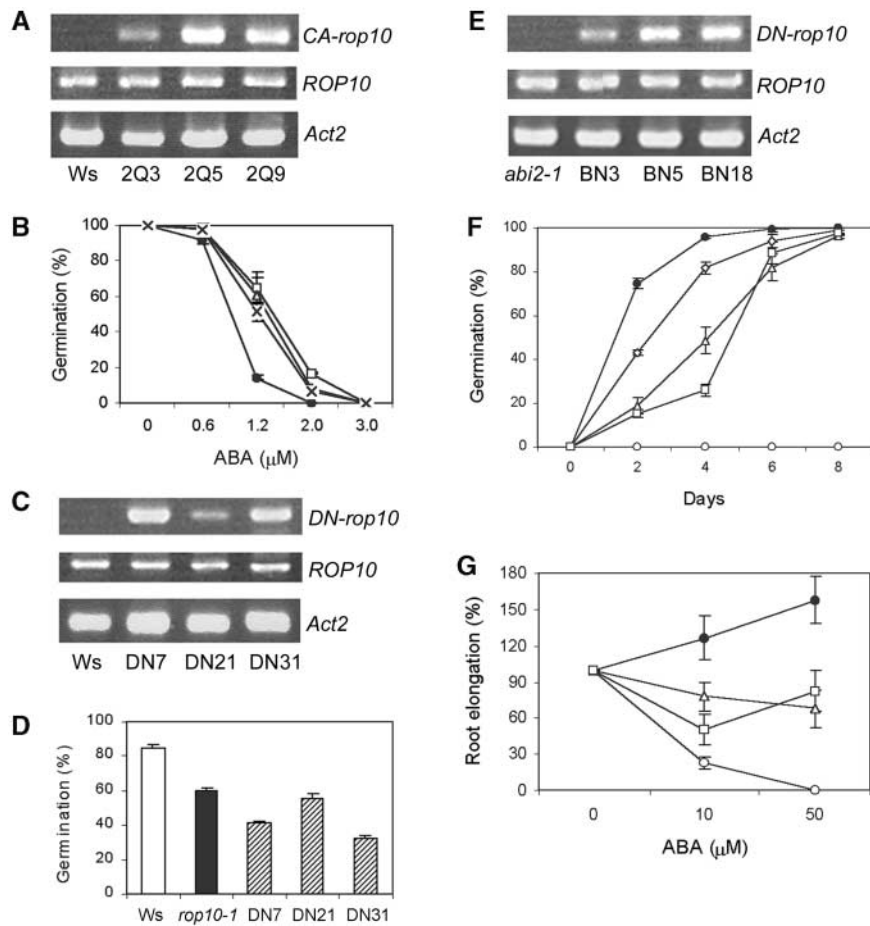 A
CA-rop10
ROP10
Act2
Ws 2Q3 2Q5 2Q9
B
Germination (%)
100
80
60
40
20
0
0 0.6 1.2 2.0 3.0
ABA (μM)
C
DN-rop10
ROP10
Act2
Ws DN7 DN21 DN31
D
Germination (%)
80
60
40
20
0
Ws rop10-1 DN7 DN21 DN31
E
DN-rop10
ROP10
Act2
abi2-1 BN3 BN5 BN18
F
Germination (%)
100
80
60
40
20
0
0 2 4 6 8
Days
G
Root elongation (%)
180
150
120
90
60
30
0
0 10 50
ABA (μM)